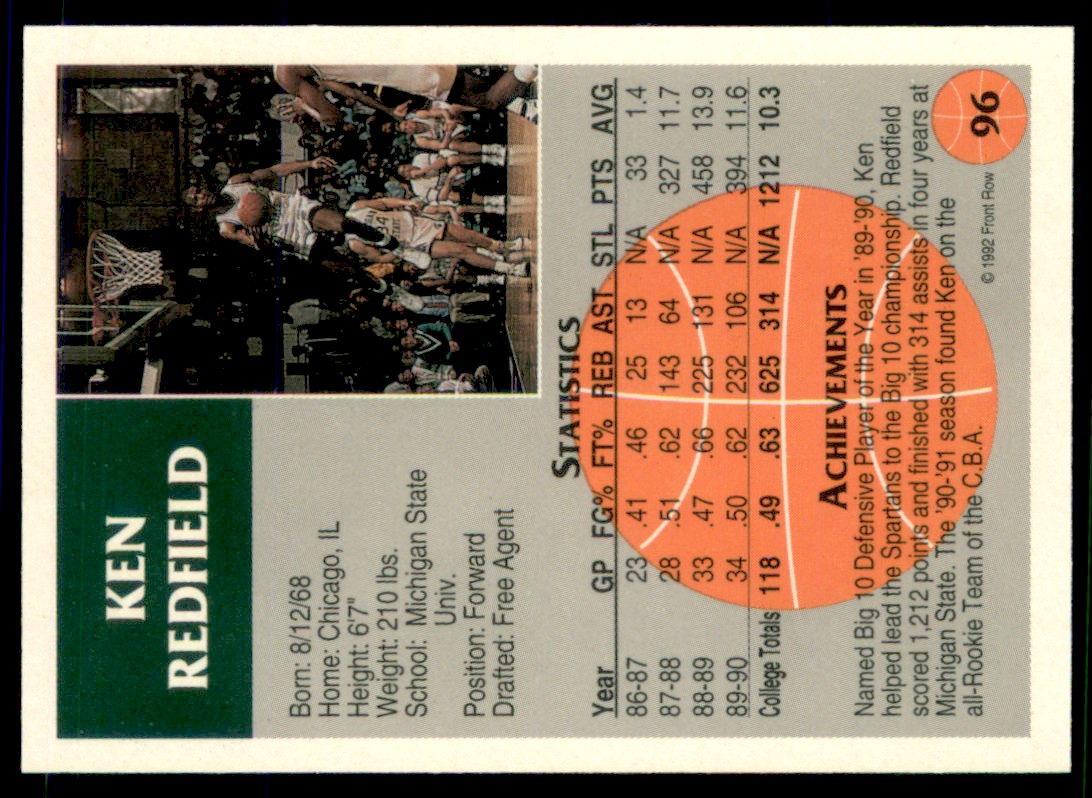 KEN
REDFIELD
Born: 8/12/68
Home: Chicago, IL
Height: 6'7"
Weight: 210 lbs.
School: Michigan State
Univ.
Position: Forward
Drafted: Free Agent
STATISTICS
Year GP FG% FT% REB AST STL PTS AVG
86-87 23 .41 .46 25 13 N/A 33 1.4
87-88 28 .51 .62 143 64 N/A 327 11.7
88-89 33 .47 .66 225 131 N/A 458 13.9
89-90 34 .50 .62 232 106 N/A 394 11.6
College Totals 118 .49 .63 625 314 N/A 1212 10.3
ACHIEVEMENTS
Named Big 10 Defensive Player of the Year in '89-'90, Ken
helped lead the Spartans to the Big 10 championship. Redfield
scored 1,212 points and finished with 314 assists in four years at
Michigan State. The '90-'91 season found Ken on the
all-Rookie Team of the C.B.A.
© 1992 Front Row
96